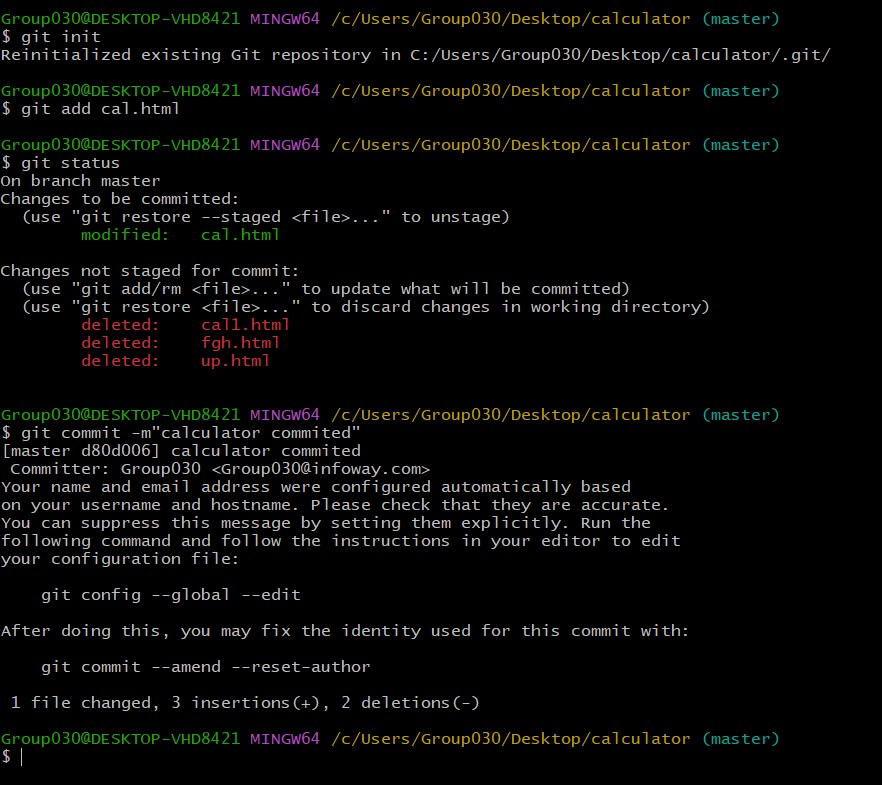 Group030@DESKTOP-VHD8421 MINGW64 /c/Users/Group030/Desktop/calculator (master)
$ git init
Reinitialized existing Git repository in C:/Users/Group030/Desktop/calculator/.git/

Group030@DESKTOP-VHD8421 MINGW64 /c/Users/Group030/Desktop/calculator (master)
$ git add cal.html

Group030@DESKTOP-VHD8421 MINGW64 /c/Users/Group030/Desktop/calculator (master)
$ git status
On branch master
Changes to be committed:
  (use "git restore --staged <file>..." to unstage)
        modified:   cal.html

Changes not staged for commit:
  (use "git add/rm <file>..." to update what will be committed)
  (use "git restore <file>..." to discard changes in working directory)
        deleted:    cal1.html
        deleted:    fgh.html
        deleted:    up.html


Group030@DESKTOP-VHD8421 MINGW64 /c/Users/Group030/Desktop/calculator (master)
$ git commit -m"calculator commited"
[master d80d006] calculator commited
 Committer: Group030 <Group030@infoway.com>
Your name and email address were configured automatically based
on your username and hostname. Please check that they are accurate.
You can suppress this message by setting them explicitly. Run the
following command and follow the instructions in your editor to edit
your configuration file:

    git config --global --edit

After doing this, you may fix the identity used for this commit with:

    git commit --amend --reset-author

 1 file changed, 3 insertions(+), 2 deletions(-)

Group030@DESKTOP-VHD8421 MINGW64 /c/Users/Group030/Desktop/calculator (master)
$